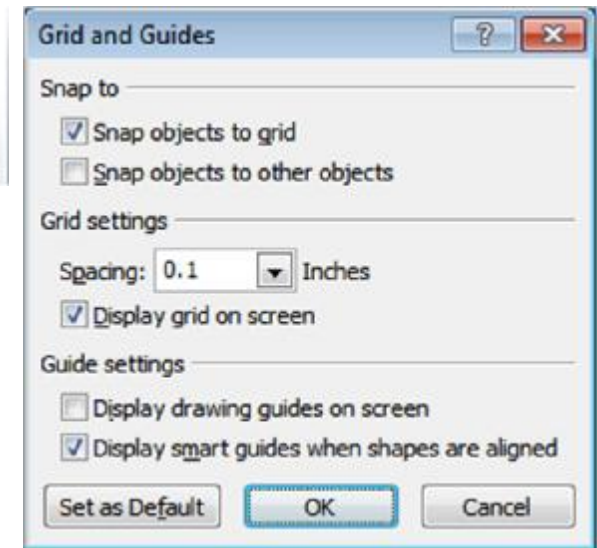 Grid and Guides
Snap to
Snap objects to grid
Snap objects to other objects
Grid settings
Spacing: 0.1 Inches
Display grid on screen
Guide settings
Display drawing guides on screen
Display smart guides when shapes are aligned
Set as Default OK Cancel